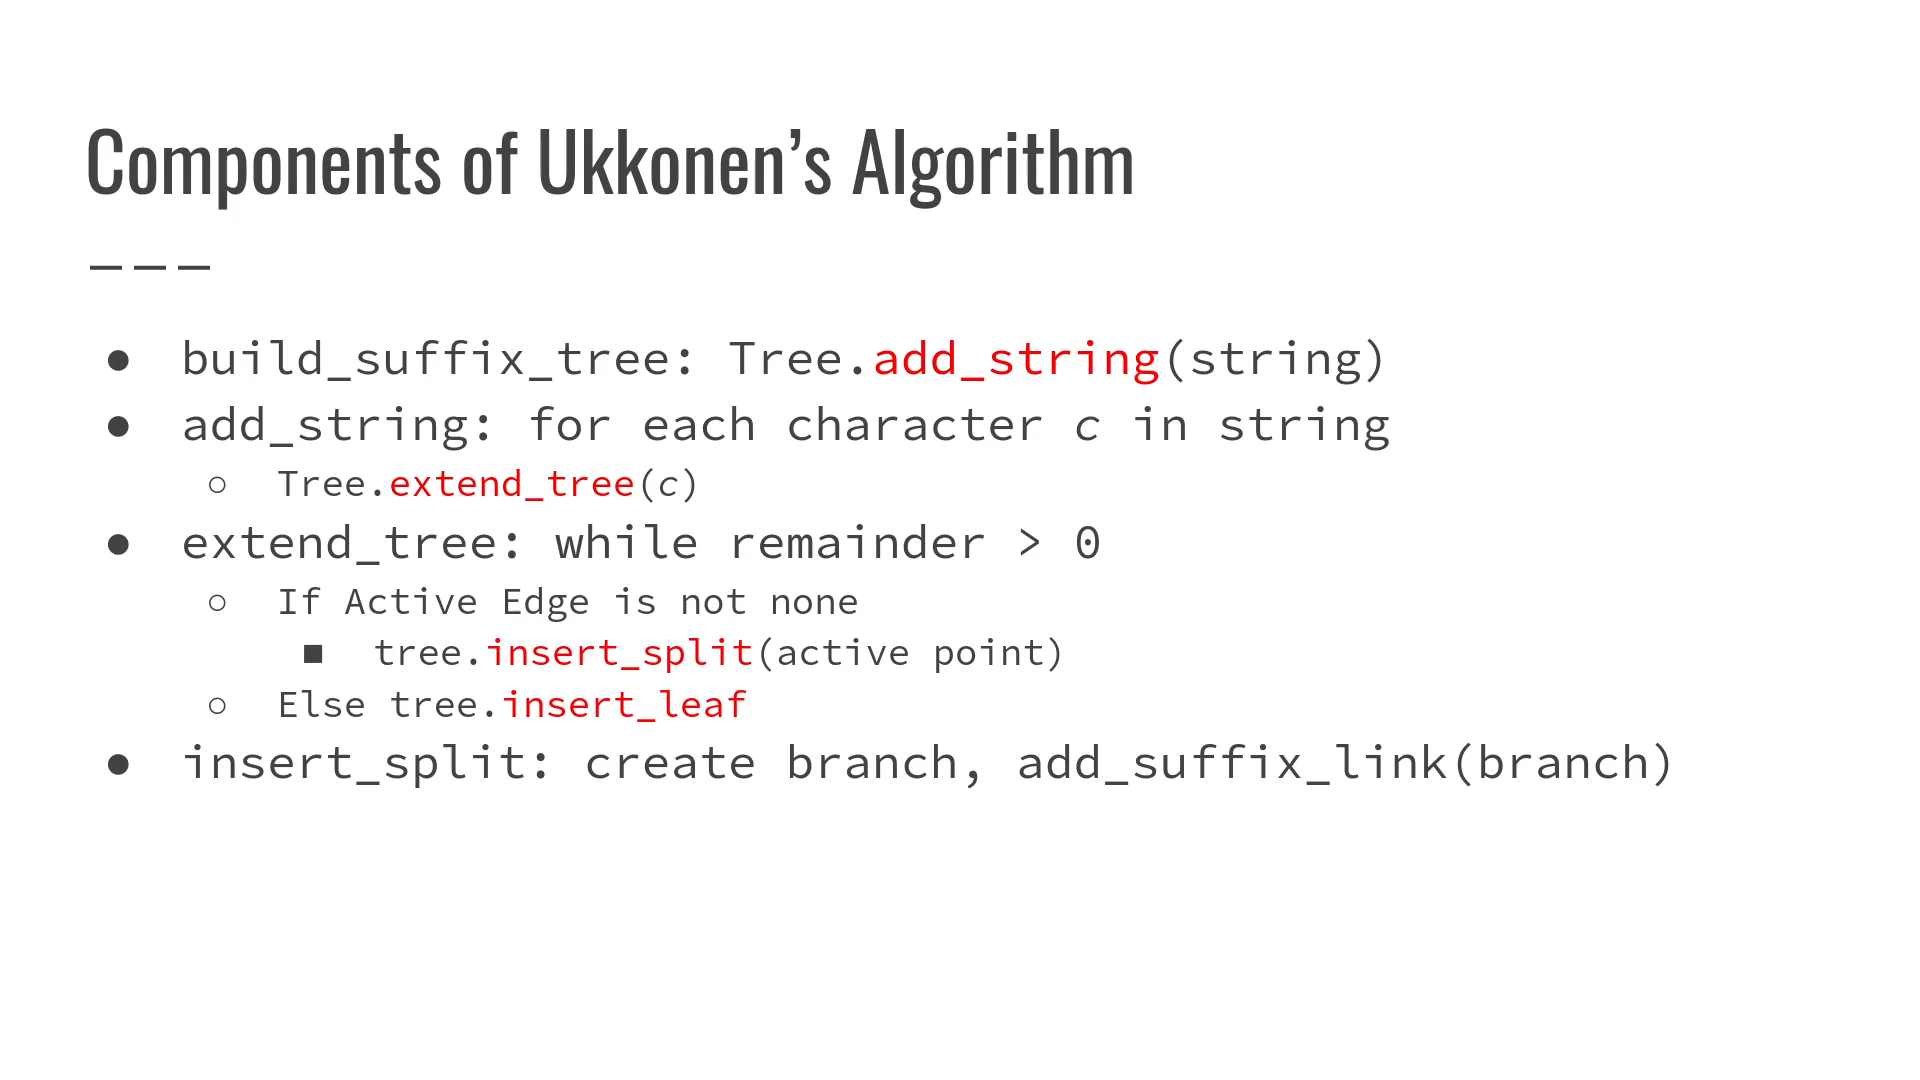 Components of Ukkonen’s Algorithm
● build_suffix_tree: Tree.add_string(string)
● add_string: for each character c in string
○ Tree.extend_tree(c)
● extend_tree: while remainder > 0
○ If Active Edge is not none
■ tree.insert_split(active point)
○ Else tree.insert_leaf
● insert_split: create branch, add_suffix_link(branch)